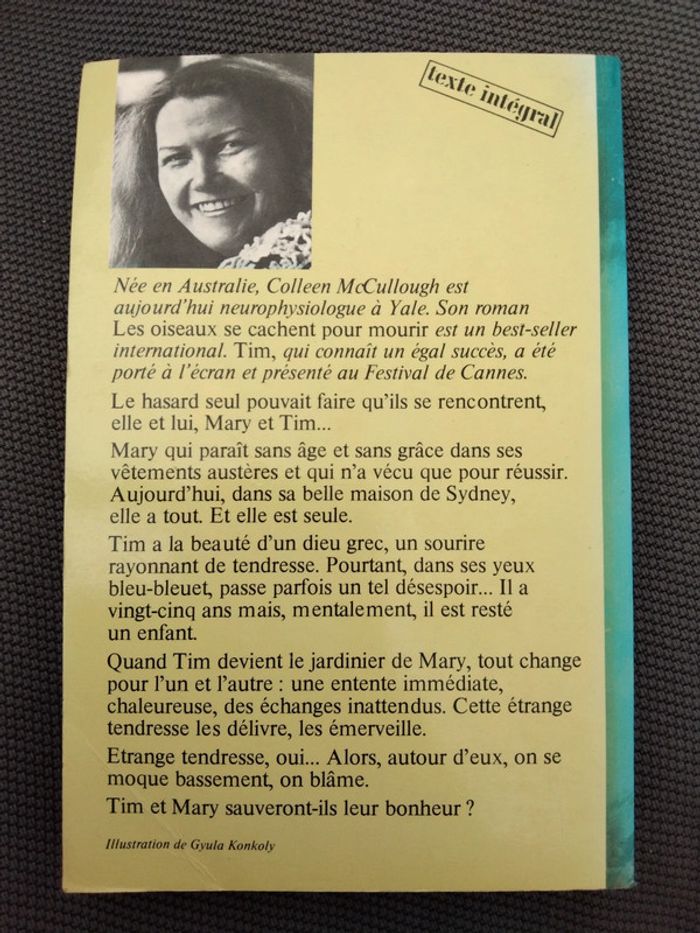 texte intégral
Née en Australie, Colleen McCullough est
aujourd'hui neurophysiologue à Yale. Son roman
Les oiseaux se cachent pour mourir est un best-seller
international. Tim, qui connaît un égal succès, a été
porté à l'écran et présenté au Festival de Cannes.
Le hasard seul pouvait faire qu'ils se rencontrent,
elle et lui, Mary et Tim...
Mary qui paraît sans âge et sans grâce dans ses
vêtements austères et qui n'a vécu que pour réussir.
Aujourd'hui, dans sa belle maison de Sydney,
elle a tout. Et elle est seule.
Tim a la beauté d'un dieu grec, un sourire
rayonnant de tendresse. Pourtant, dans ses yeux
bleu-bleuet, passe parfois un tel désespoir... Il a
vingt-cinq ans mais, mentalement, il est resté
un enfant.
Quand Tim devient le jardinier de Mary, tout change
pour l'un et l'autre : une entente immédiate,
chaleureuse, des échanges inattendus. Cette étrange
tendresse les délivre, les émerveille.
Etrange tendresse, oui... Alors, autour d'eux, on se
moque bassement, on blâme.
Tim et Mary sauveront-ils leur bonheur ?
Illustration de Gyula Konkoly